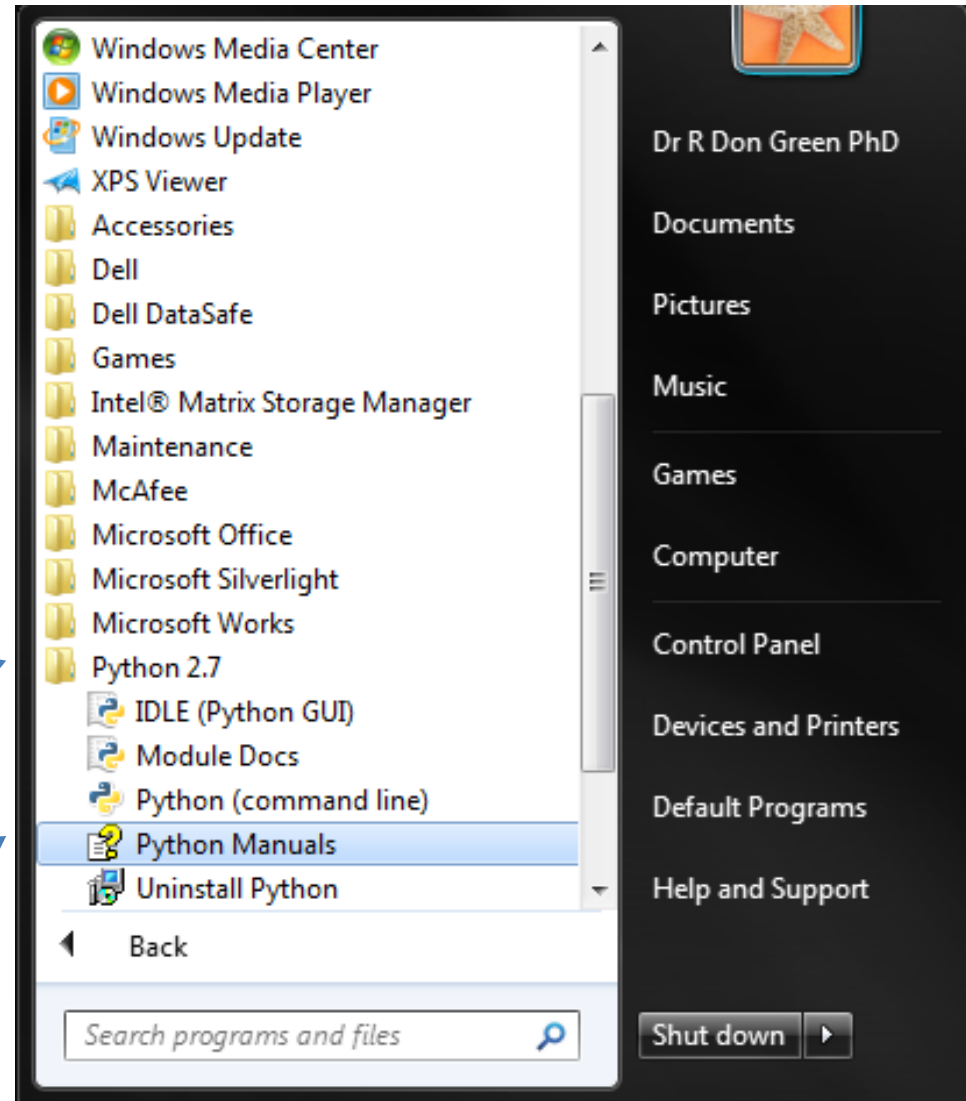 Windows Media Center
Windows Media Player
Windows Update
XPS Viewer
Accessories
Dell
Dell DataSafe
Games
Intel® Matrix Storage Manager
Maintenance
McAfee
Microsoft Office
Microsoft Silverlight
Microsoft Works
Python 2.7
IDLE (Python GUI)
Module Docs
Python (command line)
Python Manuals
Uninstall Python
Back
Search programs and files
Dr R Don Green PhD
Documents
Pictures
Music
Games
Computer
Control Panel
Devices and Printers
Default Programs
Help and Support
Shut down